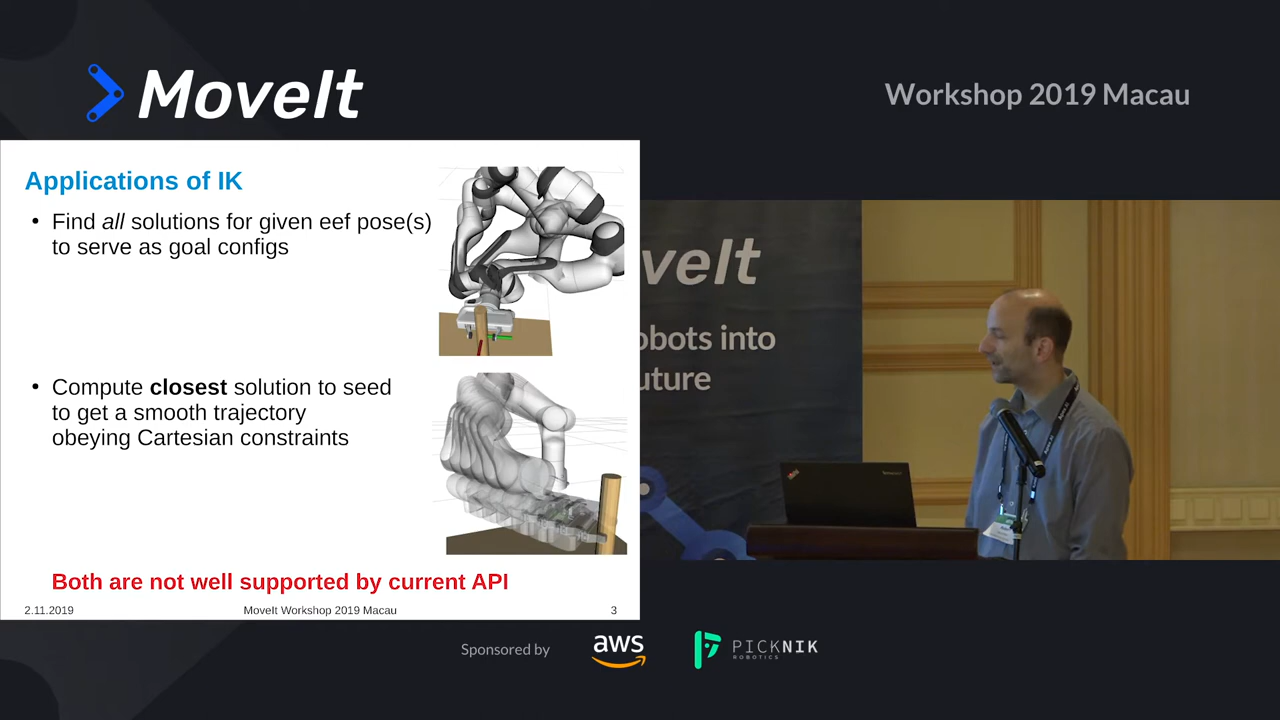 MoveIt
Workshop 2019 Macau
Applications of IK
• Find all solutions for given eef pose(s)
to serve as goal configs
• Compute closest solution to seed
to get a smooth trajectory
obeying Cartesian constraints
Both are not well supported by current API
2.11.2019
MoveIt Workshop 2019 Macau
3
veIt
obots into
uture
Sponsored by
aws
PICKNIK
ROBOTICS